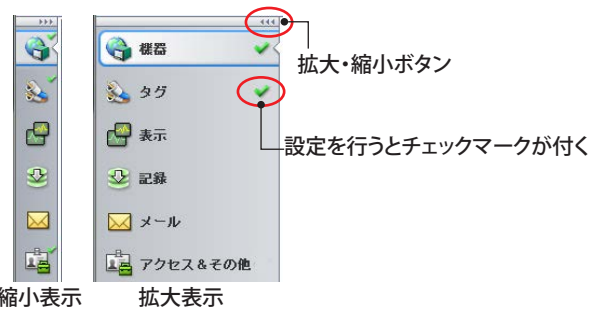 機器
タグ
表示
記録
メール
アクセス&その他
拡大・縮小ボタン
設定を行うとチェックマークが付く
縮小表示
拡大表示